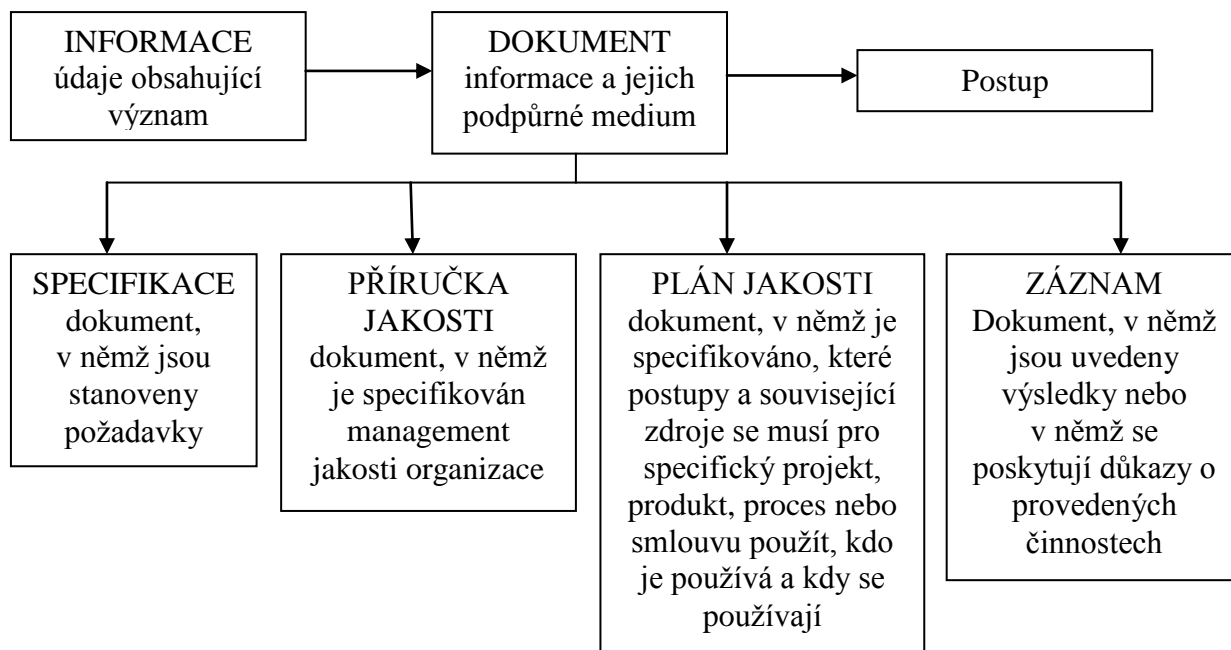 INFORMACE
údaje obsahující
význam
DOKUMENT
informace a jejich
podpůrné medium
Postup
SPECIFIKACE
dokument,
v němž jsou
stanoveny
požadavky
PŘÍRUČKA
JAKOSTI
dokument, v němž
je specifikován
management
jakosti organizace
PLÁN JAKOSTI
dokument, v němž je
specifikováno, které
postupy a související
zdroje se musí pro
specifický projekt,
produkt, proces nebo
smlouvu použít, kdo
je používá a kdy se
používají
ZÁZNAM
Dokument, v němž
jsou uvedeny
výsledky nebo
v němž se
poskytují důkazy o
provedených
činnostech